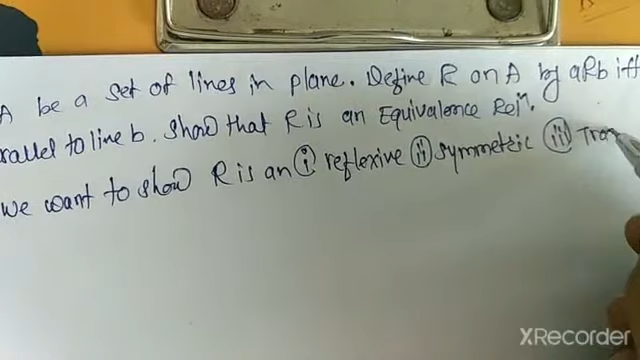 A be a set of lines in plane. Define R on A by aRb iff
rallel to line b. Show that R is an Equivalence Reln.
we want to show R is an (i) reflexive (ii) symmetric (iii) Tran
XRecorder